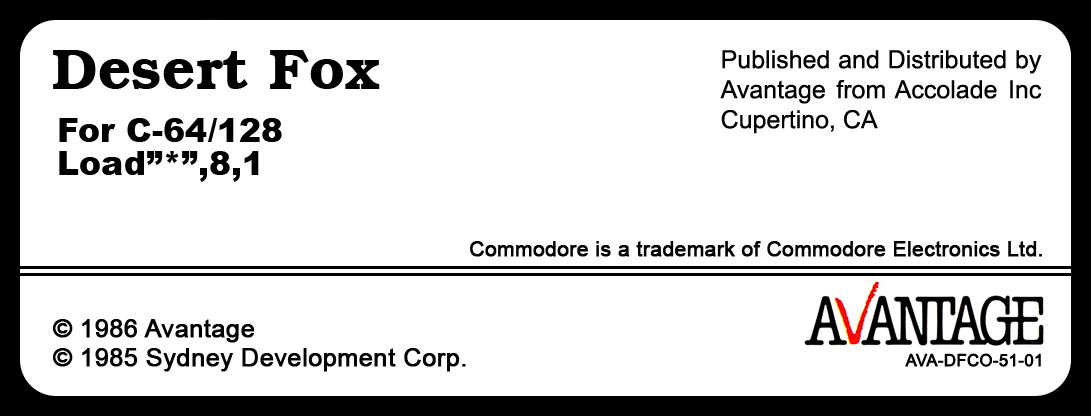 Desert Fox
For C-64/128
Load”*”,8,1
Published and Distributed by
Avantage from Accolade Inc
Cupertino, CA
Commodore is a trademark of Commodore Electronics Ltd.
© 1986 Avantage
© 1985 Sydney Development Corp.
AVANTAGE
AVA-DFCO-51-01